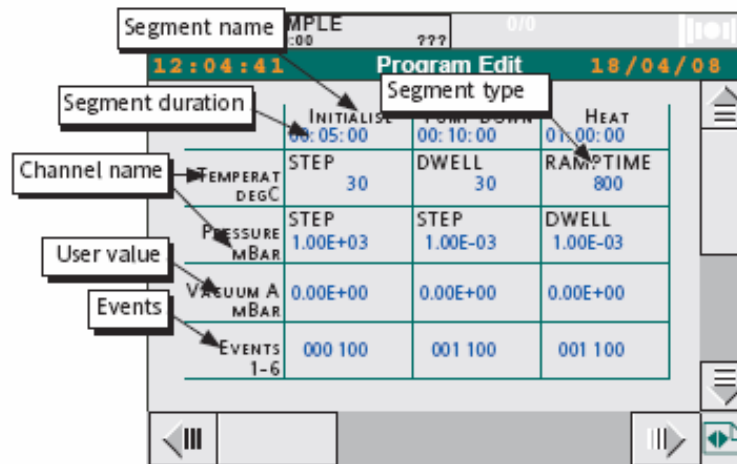 Segment name
MPLE
:00
???
0/0
12:04:41 Program Edit 18/04/08
Segment type
Segment duration
INITIALISE PUMP DOWN HEAT
00:05:00 00:10:00 01:00:00
Channel name
TEMPERAT STEP DWELL RAMPTIME
DEGC 30 30 800
PRESSURE STEP STEP DWELL
MBAR 1.00E+03 1.00E-03 1.00E-03
User value
VACUUM A 0.00E+00 0.00E+00 0.00E+00
MBAR
Events
EVENTS 000 100 001 100 001 100
1-6